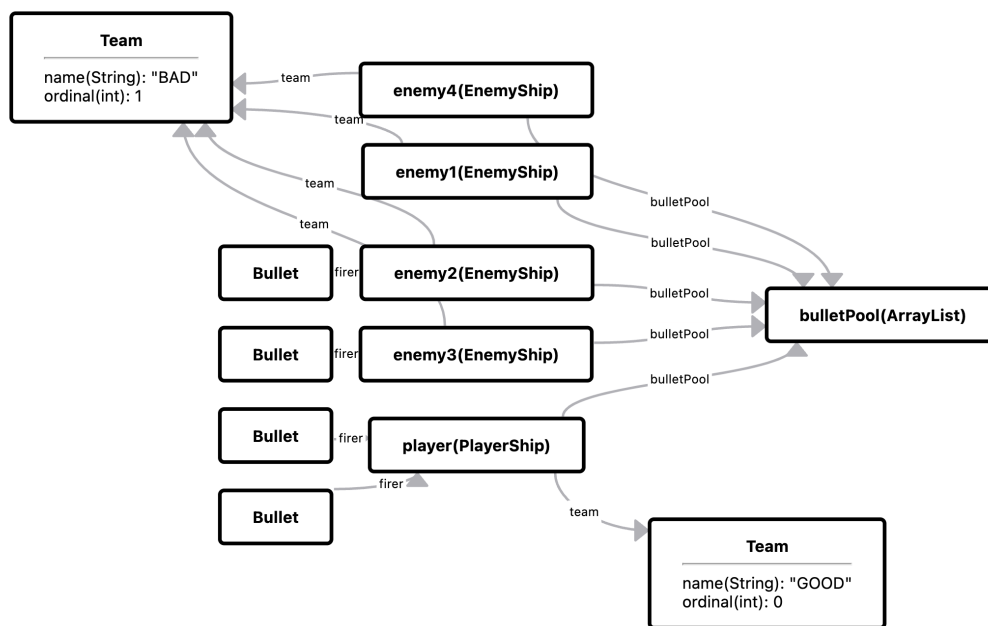 Team
name(String): "BAD"
ordinal(int): 1
team
enemy4(EnemyShip)
team
enemy1(EnemyShip)
team
bulletPool
team
bulletPool
Bullet
firer
enemy2(EnemyShip)
bulletPool
bulletPool(ArrayList)
Bullet
firer
enemy3(EnemyShip)
bulletPool
bulletPool
Bullet
firer
player(PlayerShip)
firer
Bullet
team
Team
name(String): "GOOD"
ordinal(int): 0